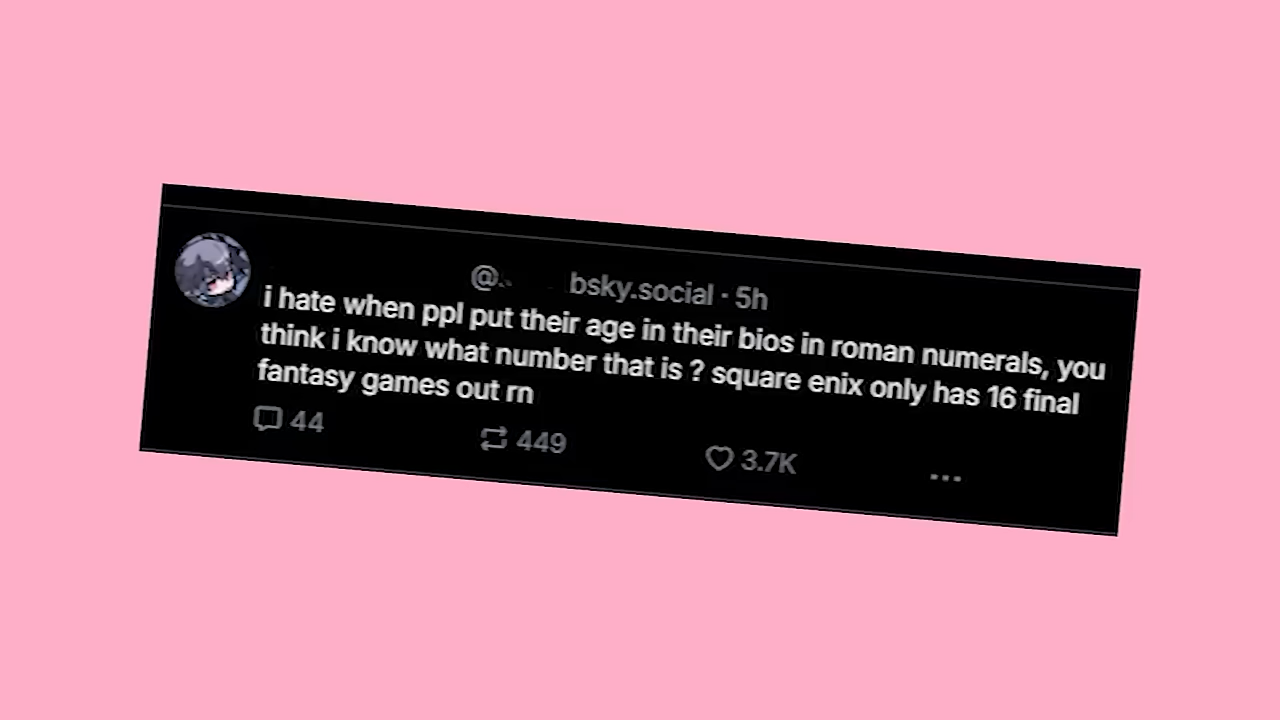 @ bsky.social · 5h
i hate when ppl put their age in their bios in roman numerals, you
think i know what number that is ? square enix only has 16 final
fantasy games out rn
44 449 3.7K ...